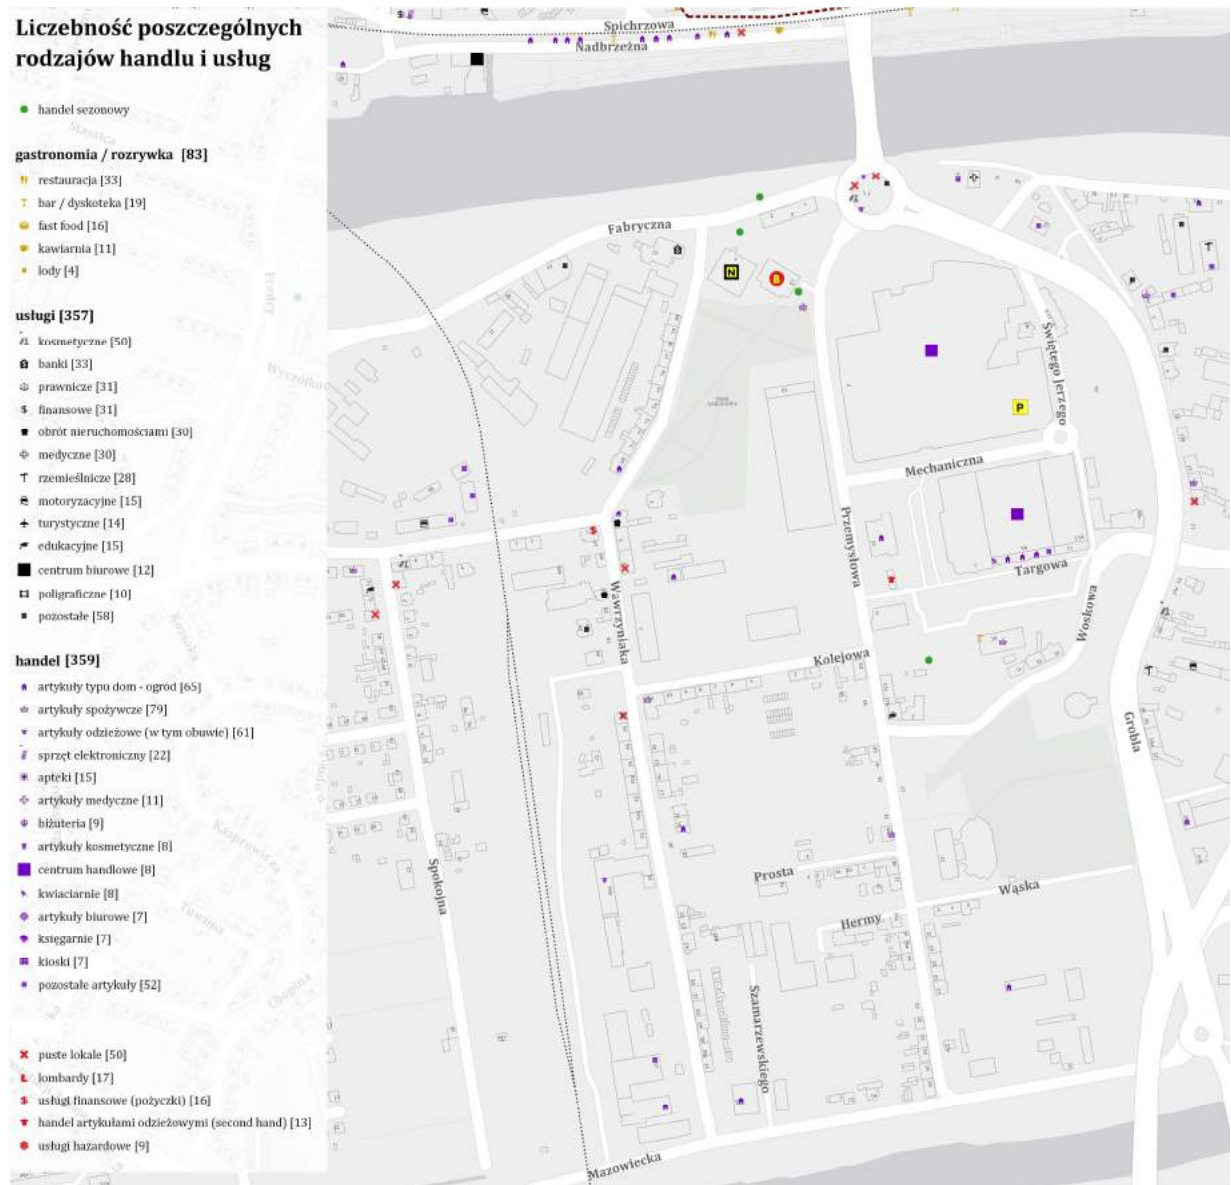 Liczebność poszczególnych
rodzajów handlu i usług
handel sezonowy
gastronomia / rozrywka [83]
restauracja [33]
bar / dyskoteka [19]
fast food [16]
kawiarnia [11]
lody [4]
usługi [357]
kosmetyczne [50]
banki [33]
prawnicze [31]
finansowe [31]
obrót nieruchomościami [30]
medyczne [30]
rzemieślnicze [28]
motoryzacyjne [15]
turystyczne [14]
edukacyjne [15]
centrum biurowe [12]
poligraficzne [10]
pozostałe [58]
handel [359]
artykuły typu dom - ogród [65]
artykuły spożywcze [79]
artykuły odzieżowe (w tym obuwie) [61]
sprzęt elektroniczny [22]
apteki [15]
artykuły medyczne [11]
biżuteria [9]
artykuły kosmetyczne [8]
centrum handlowe [8]
kwiaciarnie [8]
artykuły biurowe [7]
księgarnie [7]
kioski [7]
pozostałe artykuły [52]
puste lokale [50]
lombardy [17]
usługi finansowe (pożyczki) [16]
handel artykułami odzieżowymi (second hand) [13]
usługi hazardowe [9]
Staszica
Fredry
Kasprowicza
Tuwima
Chopina
Spichrzowa
Nadbrzeżna
Fabryczna
N
B
P
Świętego Jerzego
Mechaniczna
Przemysłowa
Targowa
Woskowa
Wawrzyniaka
Kolejowa
Grobla
Spokojna
Prosta
Wąska
Hermy
Szamarzewskiego
Mazowiecka